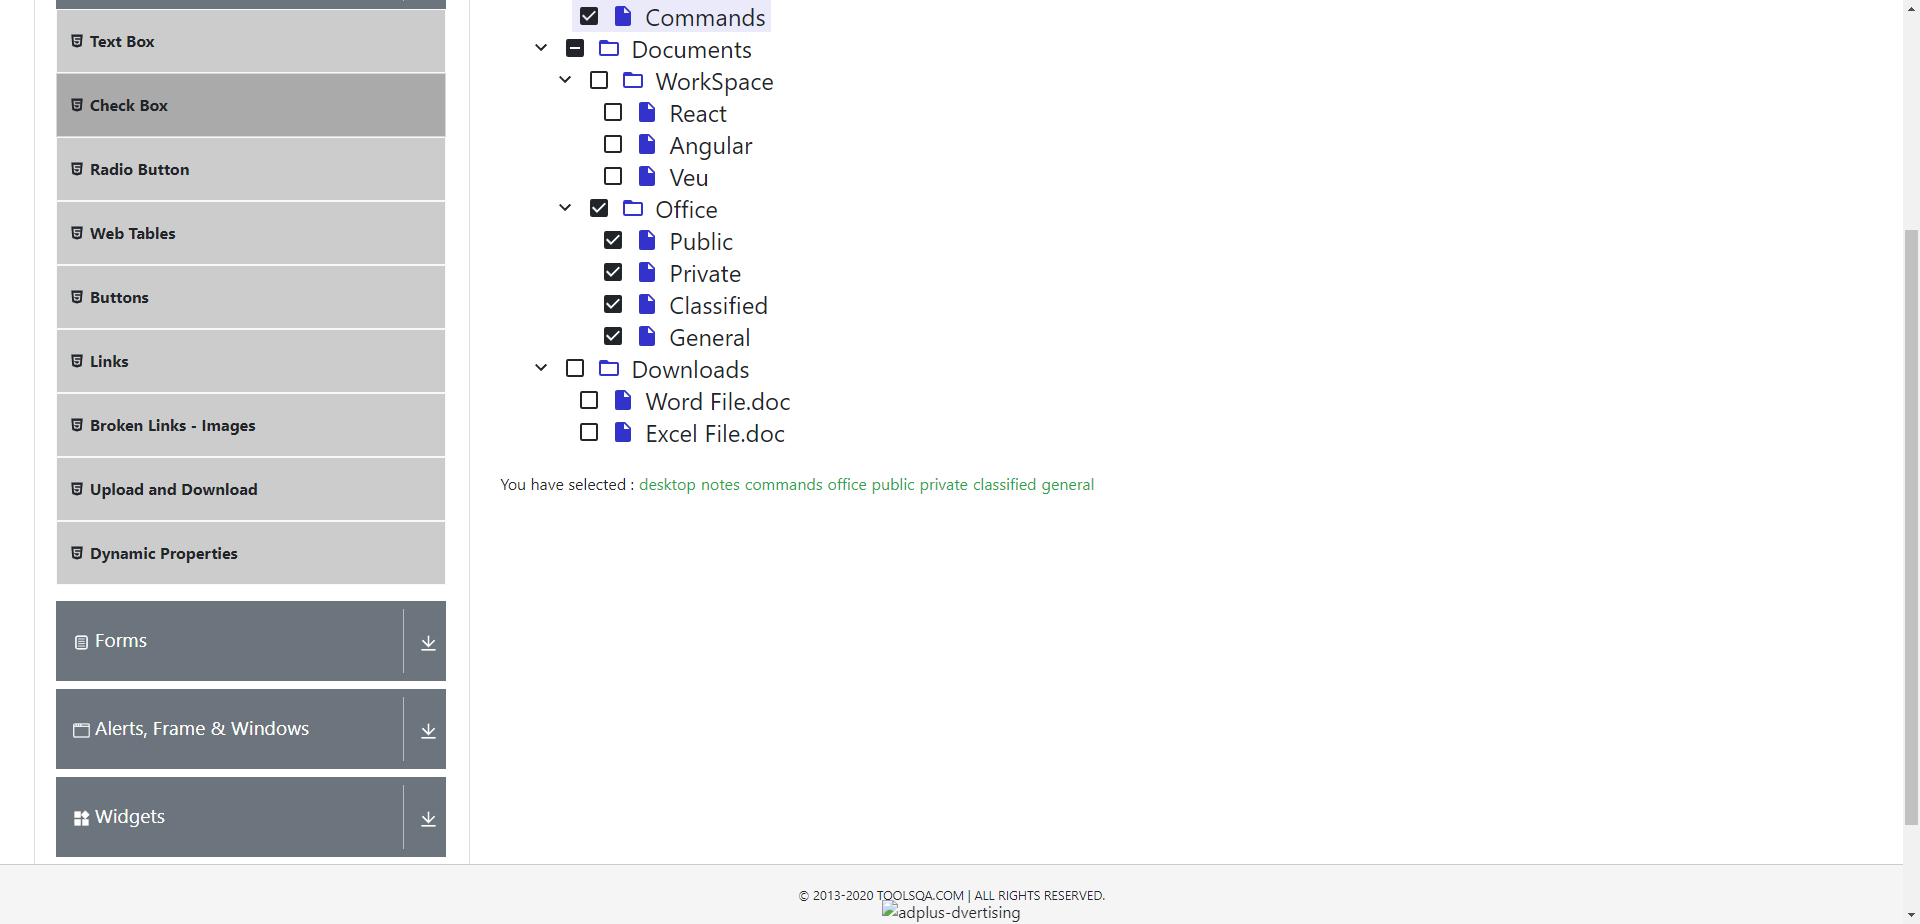 Text Box
Check Box
Radio Button
Web Tables
Buttons
Links
Broken Links - Images
Upload and Download
Dynamic Properties
Forms
Alerts, Frame & Windows
Widgets
Commands
Documents
WorkSpace
React
Angular
Veu
Office
Public
Private
Classified
General
Downloads
Word File.doc
Excel File.doc
You have selected : desktop notes commands office public private classified general
© 2013-2020 TOOLSQA.COM | ALL RIGHTS RESERVED.
adplus-dvertising